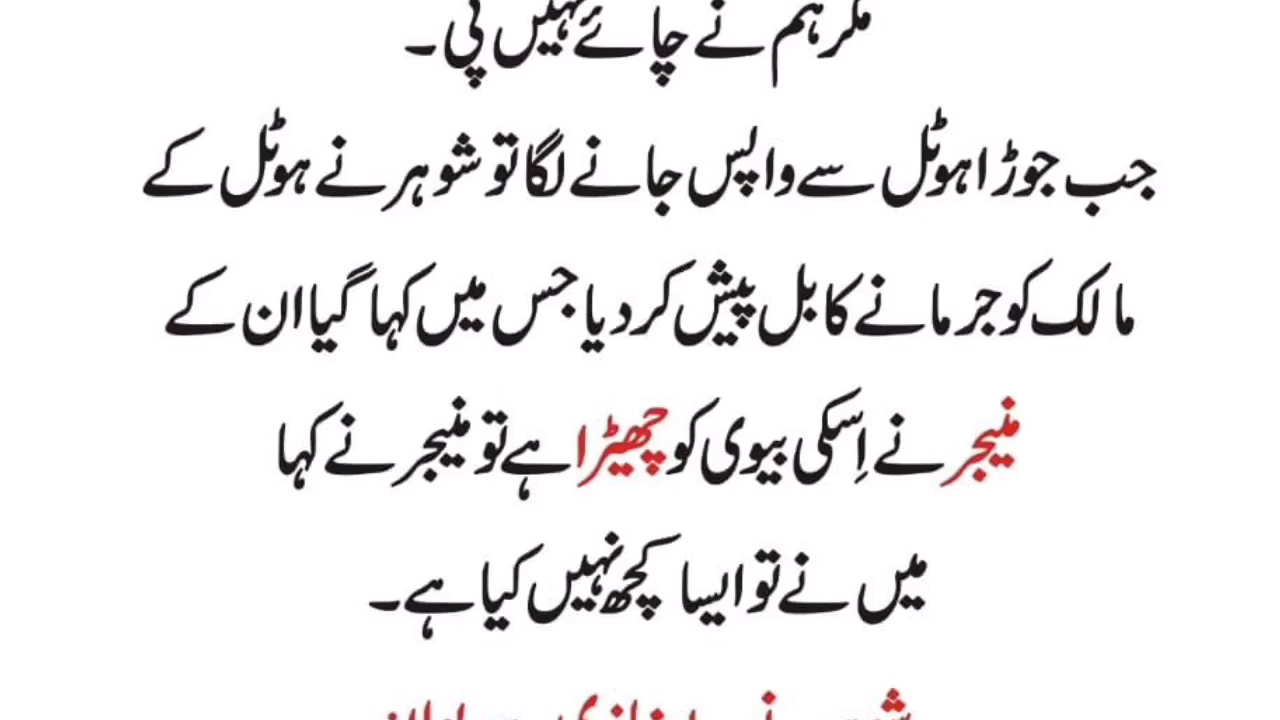 مگر ہم نے چائے نہیں پی۔
جب جوڑا ہوٹل سے واپس جانے لگا تو شوہر نے ہوٹل کے
مالک کو جرمانے کا بل پیش کر دیا جس میں کہا گیا ان کے
منیجر نے اِسکی بیوی کو چھیڑا ہے تو منیجر نے کہا
میں نے تو ایسا کچھ نہیں کیا ہے۔